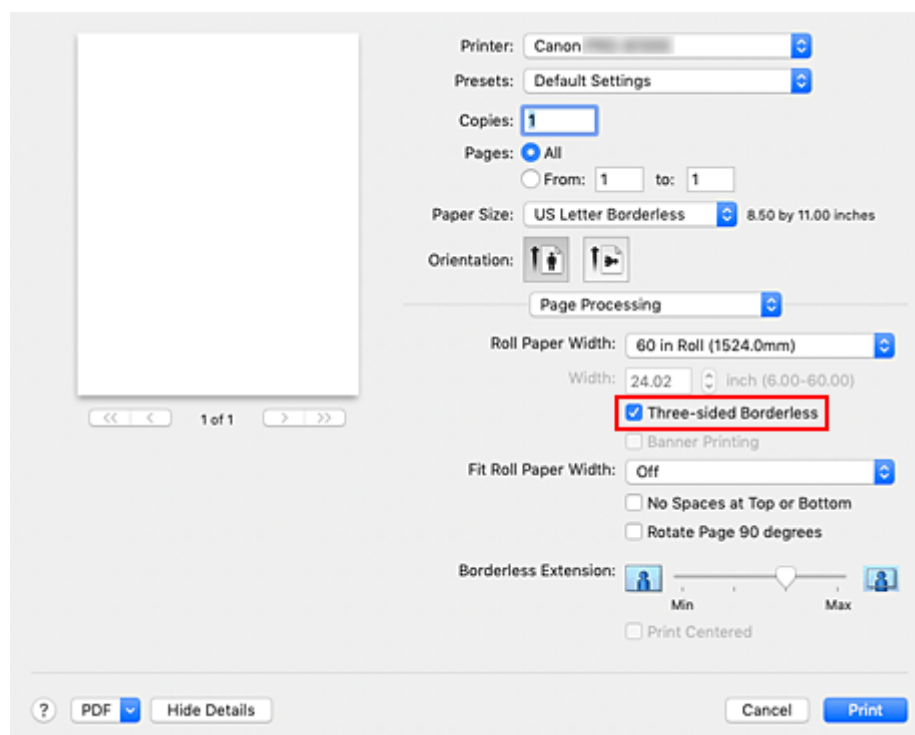 Printer: Canon
Presets: Default Settings
Copies: 1
Pages: All
From: 1 to: 1
Paper Size: US Letter Borderless 8.50 by 11.00 inches
Orientation:
Page Processing
Roll Paper Width: 60 in Roll (1524.0mm)
Width: 24.02 inch (6.00-60.00)
Three-sided Borderless
<< < 1 of 1 > >>
Banner Printing
Fit Roll Paper Width: Off
No Spaces at Top or Bottom
Rotate Page 90 degrees
Borderless Extension:
Min Max
Print Centered
? PDF Hide Details Cancel Print